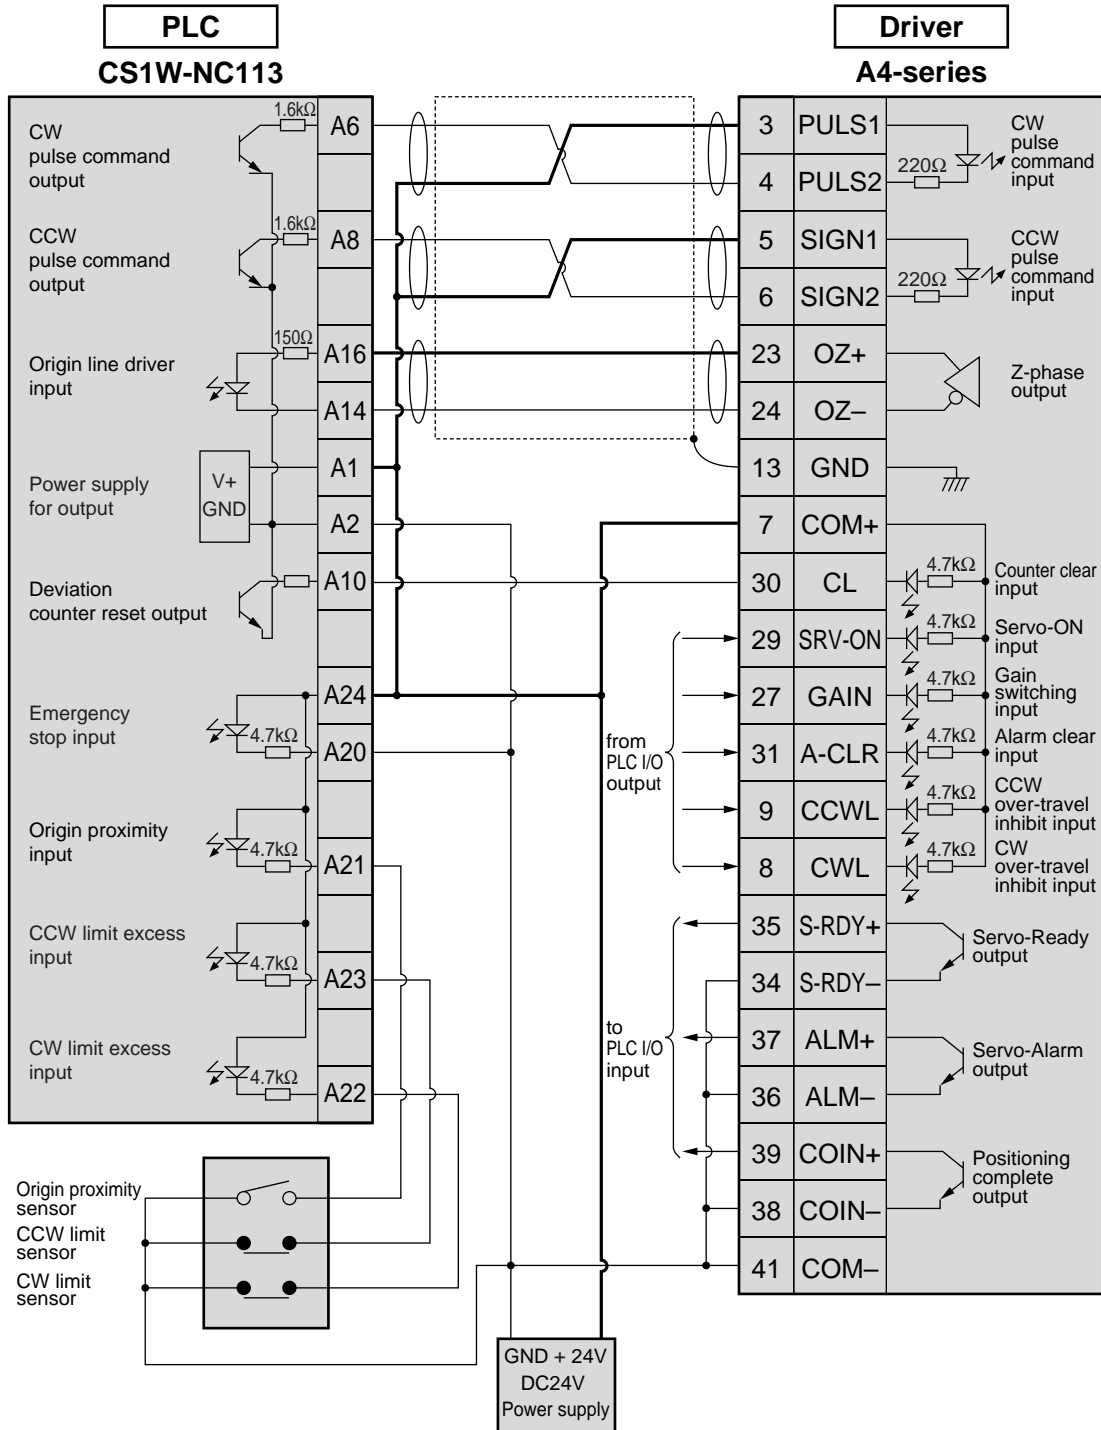 PLC
CS1W-NC113
Driver
A4-series
CW
pulse command
output
1.6kΩ
A6
CCW
pulse command
output
1.6kΩ
A8
Origin line driver
input
150Ω
A16
A14
Power supply
for output
V+
GND
A1
A2
Deviation
counter reset output
A10
Emergency
stop input
A24
4.7kΩ
A20
Origin proximity
input
4.7kΩ
A21
CCW limit excess
input
4.7kΩ
A23
CW limit excess
input
4.7kΩ
A22
3 PULS1
4 PULS2
220Ω
CW
pulse
command
input
5 SIGN1
6 SIGN2
220Ω
CCW
pulse
command
input
23 OZ+
24 OZ–
Z-phase
output
13 GND
7 COM+
30 CL
4.7kΩ
Counter clear
input
29 SRV-ON
4.7kΩ
Servo-ON
input
27 GAIN
4.7kΩ
Gain
switching
input
31 A-CLR
4.7kΩ
Alarm clear
input
9 CCWL
4.7kΩ
CCW
over-travel
inhibit input
8 CWL
4.7kΩ
CW
over-travel
inhibit input
from
PLC I/O
output
35 S-RDY+
34 S-RDY–
Servo-Ready
output
37 ALM+
36 ALM–
Servo-Alarm
output
39 COIN+
38 COIN–
Positioning
complete
output
41 COM–
to
PLC I/O
input
Origin proximity
sensor
CCW limit
sensor
CW limit
sensor
GND + 24V
DC24V
Power supply